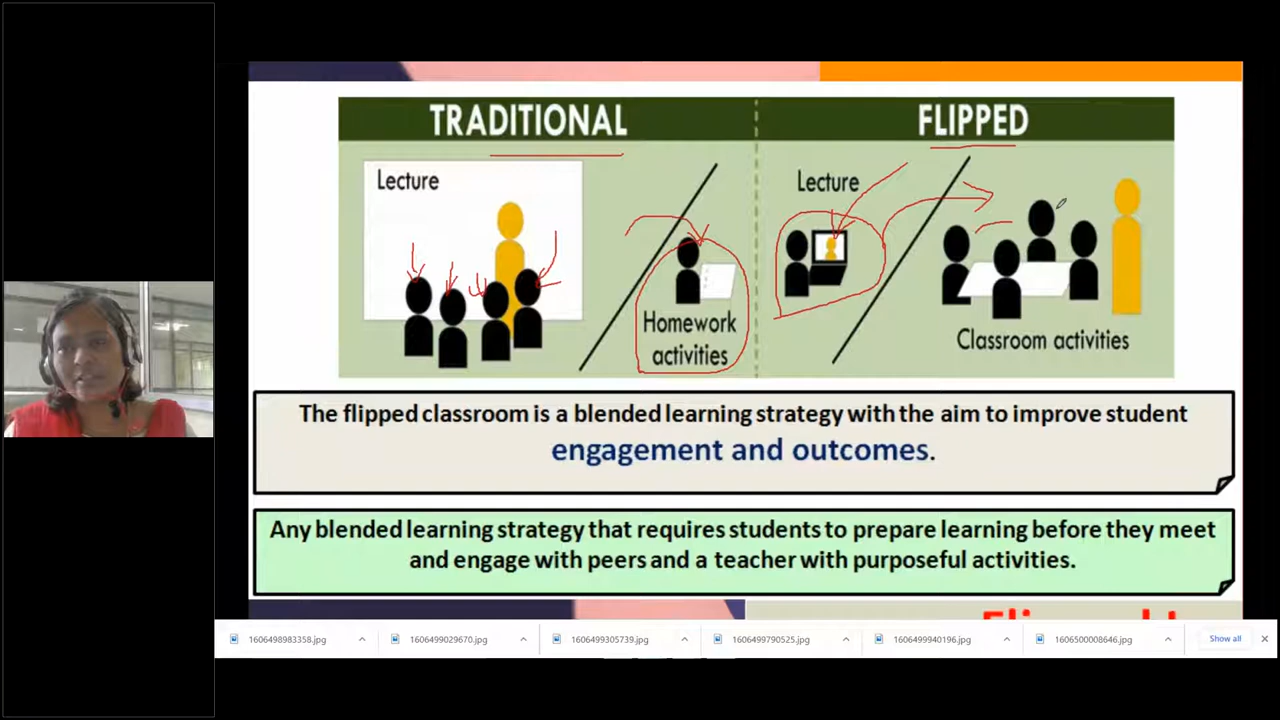 TRADITIONAL
FLIPPED
Lecture
Lecture
Homework
activities
Classroom activities
The flipped classroom is a blended learning strategy with the aim to improve student
engagement and outcomes.
Any blended learning strategy that requires students to prepare learning before they meet
and engage with peers and a teacher with purposeful activities.
1606498983358.jpg
1606499029670.jpg
1606499305739.jpg
1606499790525.jpg
1606499940196.jpg
1606500008646.jpg
Show all